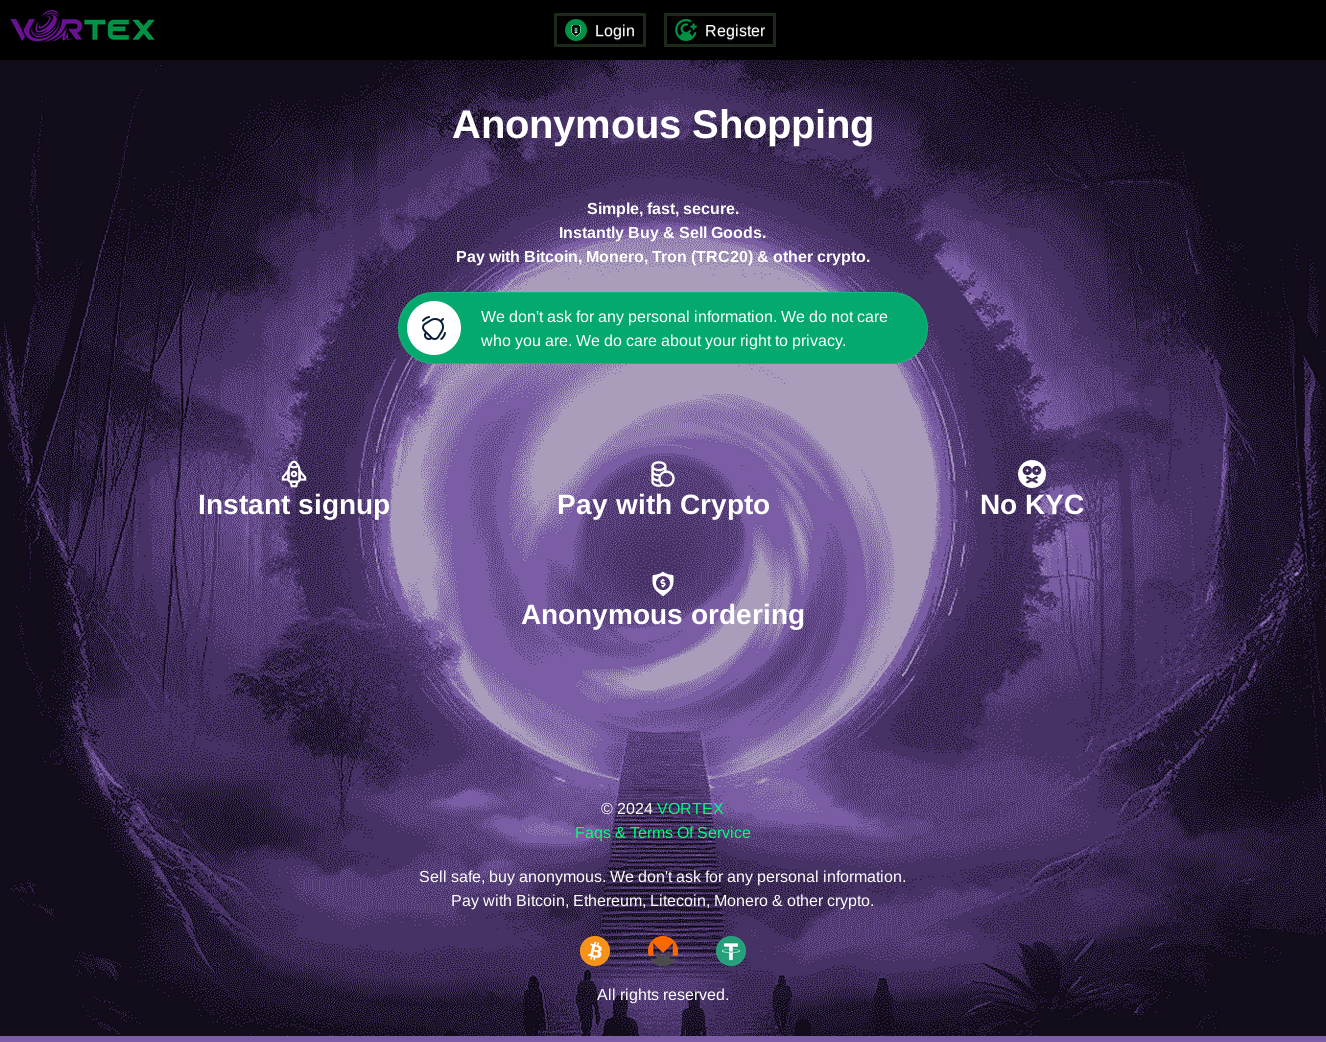 VORTEX
Login
Register
Anonymous Shopping
Simple, fast, secure.
Instantly Buy & Sell Goods.
Pay with Bitcoin, Monero, Tron (TRC20) & other crypto.
We don't ask for any personal information. We do not care
who you are. We do care about your right to privacy.
Instant signup
Pay with Crypto
No KYC
Anonymous ordering
© 2024 VORTEX
Faqs & Terms Of Service
Sell safe, buy anonymous. We don't ask for any personal information.
Pay with Bitcoin, Ethereum, Litecoin, Monero & other crypto.
All rights reserved.